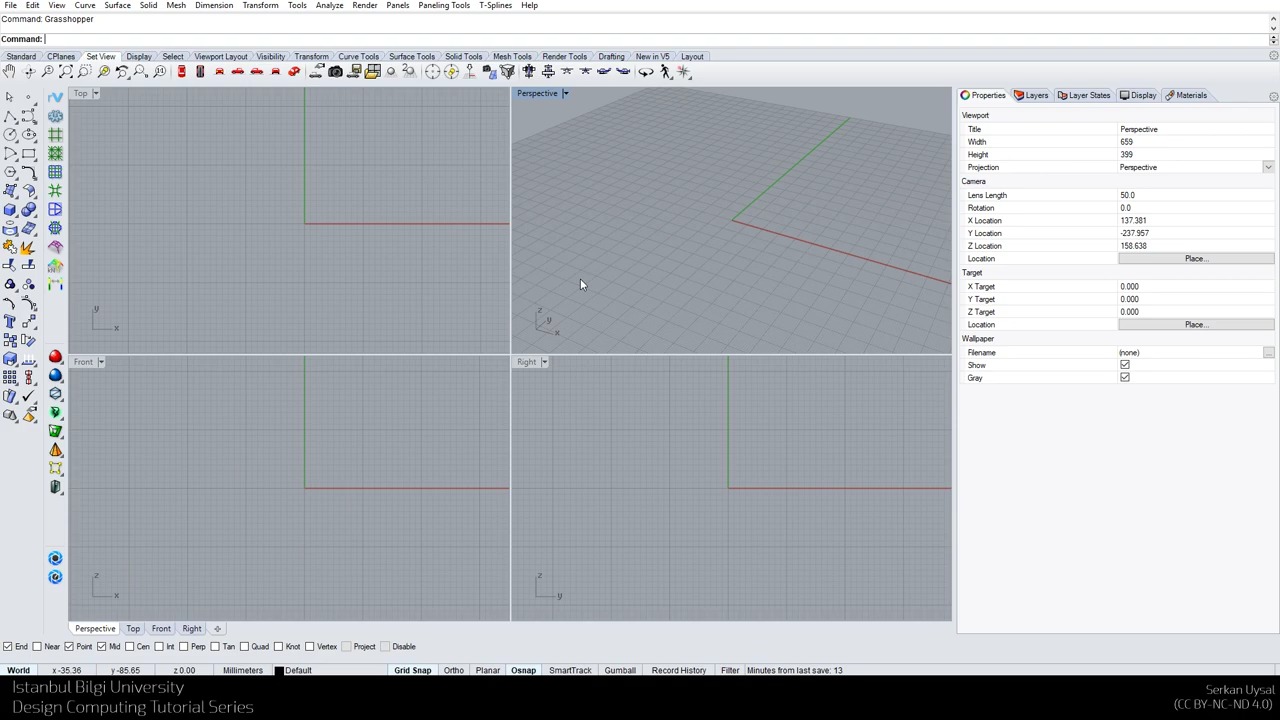 Command: Grasshopper
Command:
Standard CPlanes Set View Display Select Viewport Layout Visibility Transform Curve Tools Surface Tools Solid Tools Mesh Tools Render Tools Drafting New in V5 Layout
File Edit View Curve Surface Solid Mesh Dimension Transform Tools Analyze Render Panels Paneling Tools T-Splines Help
Top
y
x
Perspective
z
y
x
Front
z
x
Right
z
y
Properties Layers Layer States Display Materials
Viewport
Title Perspective
Width 659
Height 399
Projection Perspective
Camera
Lens Length 50.0
Rotation 0.0
X Location 137.381
Y Location -237.957
Z Location 158.638
Location Place...
Target
X Target 0.000
Y Target 0.000
Z Target 0.000
Location Place...
Wallpaper
Filename (none) ...
Show
Gray
Perspective Top Front Right
End Near Point Mid Cen Int Perp Tan Quad Knot Vertex Project Disable
World x -35.36 y -85.65 z 0.00 Millimeters Default Grid Snap Ortho Planar Osnap SmartTrack Gumball Record History Filter Minutes from last save: 13
Istanbul Bilgi University
Design Computing Tutorial Series
Serkan Uysal
(CC BY-NC-ND 4.0)